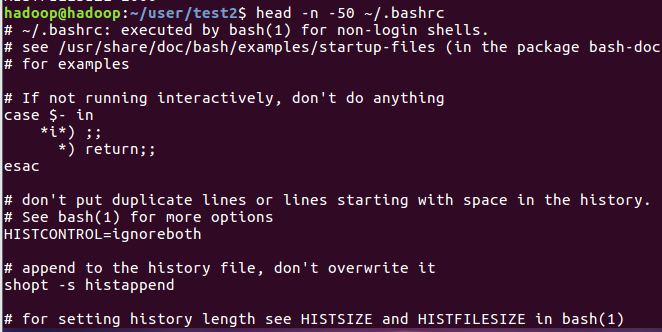 hadoop@hadoop:~/user/test2$ head -n -50 ~/.bashrc
# ~/.bashrc: executed by bash(1) for non-login shells.
# see /usr/share/doc/bash/examples/startup-files (in the package bash-doc
# for examples
# If not running interactively, don't do anything
case $- in
    *i*) ;;
      *) return;;
esac
# don't put duplicate lines or lines starting with space in the history.
# See bash(1) for more options
HISTCONTROL=ignoreboth
# append to the history file, don't overwrite it
shopt -s histappend
# for setting history length see HISTSIZE and HISTFILESIZE in bash(1)